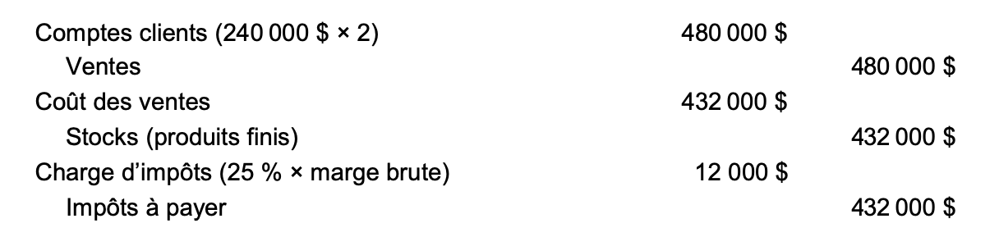 Comptes clients (240 000 $ × 2) 480 000 $
Ventes 480 000 $
Coût des ventes 432 000 $
Stocks (produits finis) 432 000 $
Charge d’impôts (25 % × marge brute) 12 000 $
Impôts à payer 432 000 $